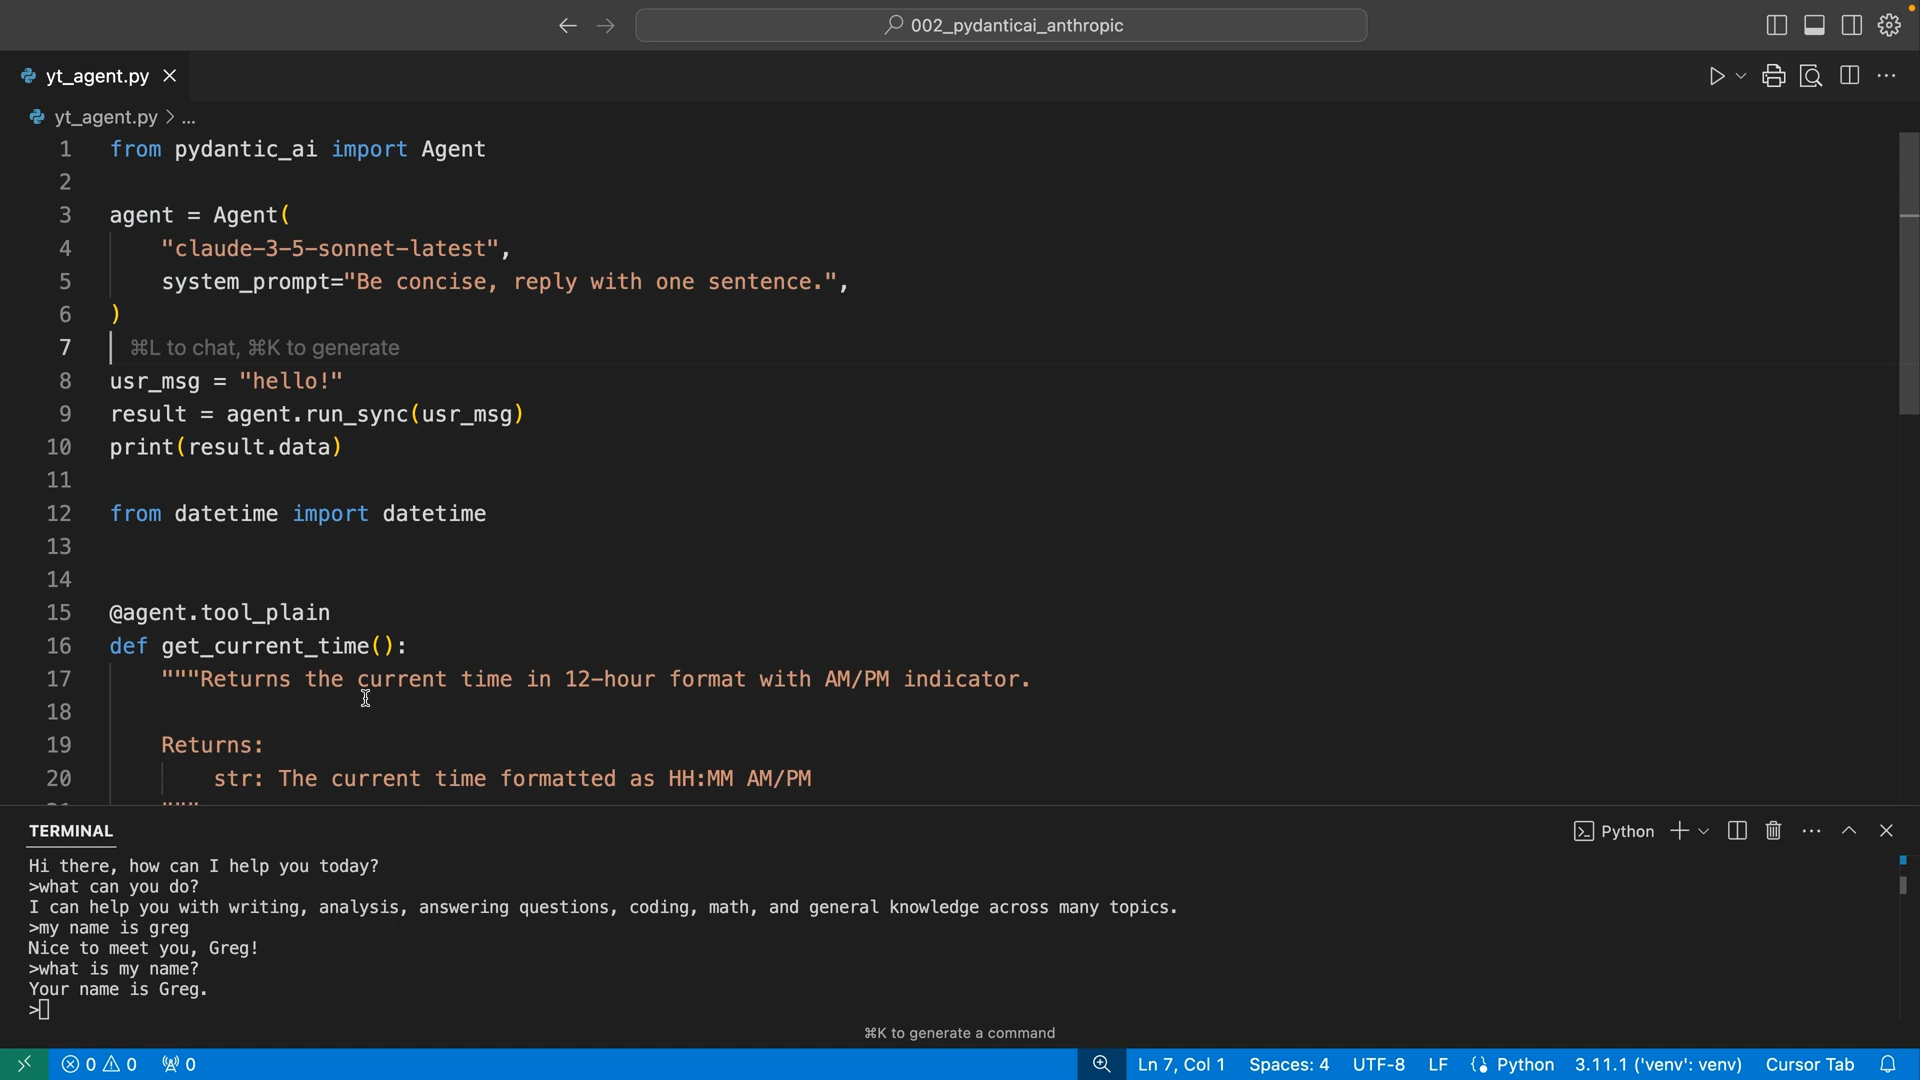 002_pydanticai_anthropic
yt_agent.py
yt_agent.py > ...
1 from pydantic_ai import Agent
2
3 agent = Agent(
4 "claude-3-5-sonnet-latest",
5 system_prompt="Be concise, reply with one sentence.",
6 )
7 ⌘L to chat, ⌘K to generate
8 usr_msg = "hello!"
9 result = agent.run_sync(usr_msg)
10 print(result.data)
11
12 from datetime import datetime
13
14
15 @agent.tool_plain
16 def get_current_time():
17 """Returns the current time in 12-hour format with AM/PM indicator.
18
19 Returns:
20 str: The current time formatted as HH:MM AM/PM
TERMINAL
Python
Hi there, how can I help you today?
>what can you do?
I can help you with writing, analysis, answering questions, coding, math, and general knowledge across many topics.
>my name is greg
Nice to meet you, Greg!
>what is my name?
Your name is Greg.
>
⌘K to generate a command
0 0 0 Ln 7, Col 1 Spaces: 4 UTF-8 LF Python 3.11.1 ('venv': venv) Cursor Tab